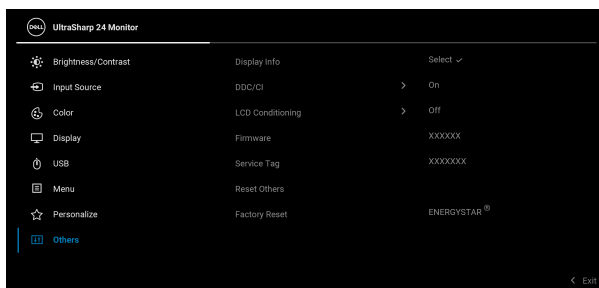 DELL UltraSharp 24 Monitor
Brightness/Contrast Display Info Select ✓
Input Source DDC/CI > On
Color LCD Conditioning > Off
Display Firmware XXXXXX
USB Service Tag XXXXXXX
Menu Reset Others
Personalize Factory Reset ENERGYSTAR ®
Others
< Exit